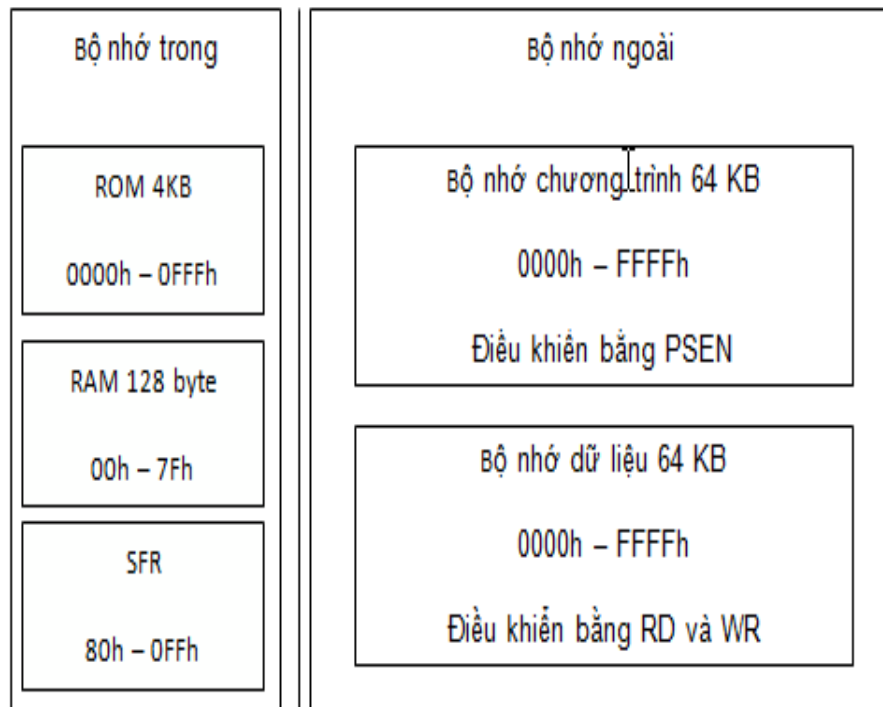 Bộ nhớ trong
ROM 4KB
0000h – 0FFFh
RAM 128 byte
00h – 7Fh
SFR
80h – 0FFh
Bộ nhớ ngoài
Bộ nhớ chương trình 64 KB
0000h – FFFFh
Điều khiển bằng PSEN
Bộ nhớ dữ liệu 64 KB
0000h – FFFFh
Điều khiển bằng RD và WR